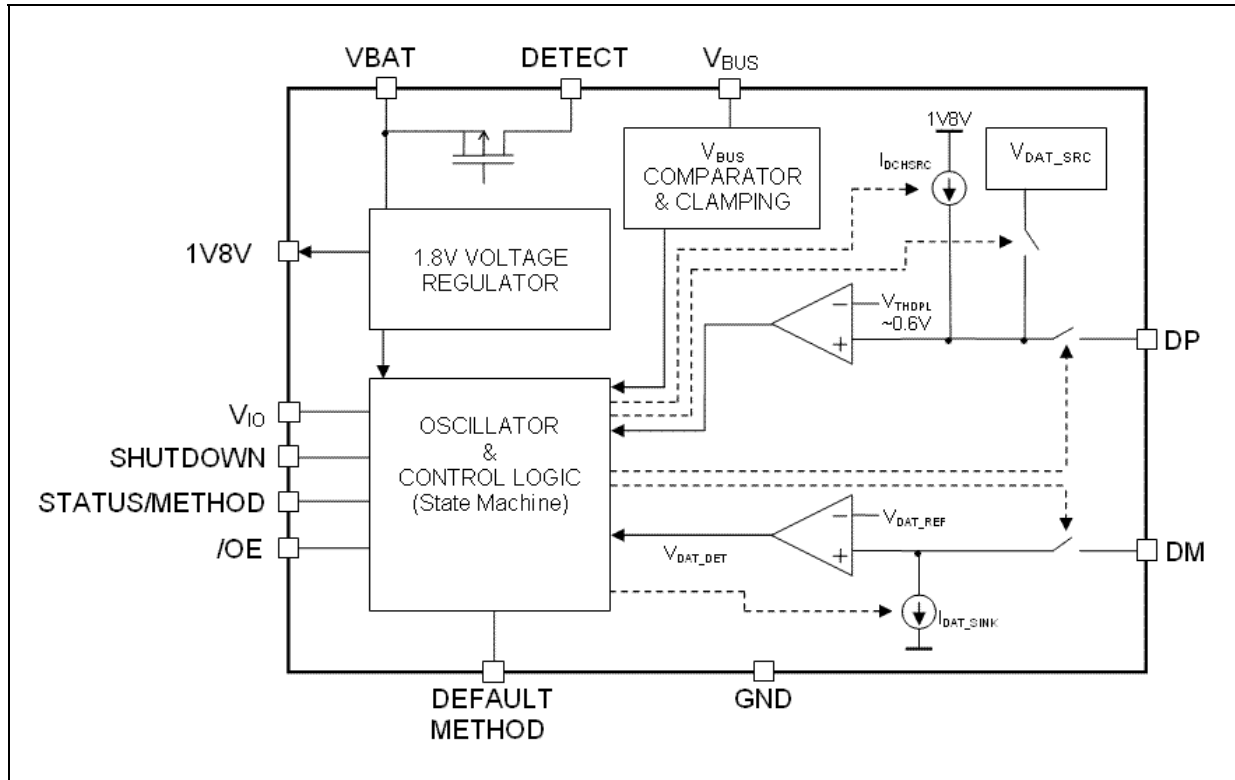 VBAT
DETECT
VBUS
1V8V
IDCHSRC
VDAT_SRC
VBUS
COMPARATOR
& CLAMPING
1V8V
1.8V VOLTAGE
REGULATOR
VTHDPL
~0.6V
DP
VIO
SHUTDOWN
STATUS/METHOD
/OE
OSCILLATOR
&
CONTROL LOGIC
(State Machine)
VDAT_REF
VDAT_DET
DM
IDAT_SINK
DEFAULT
METHOD
GND